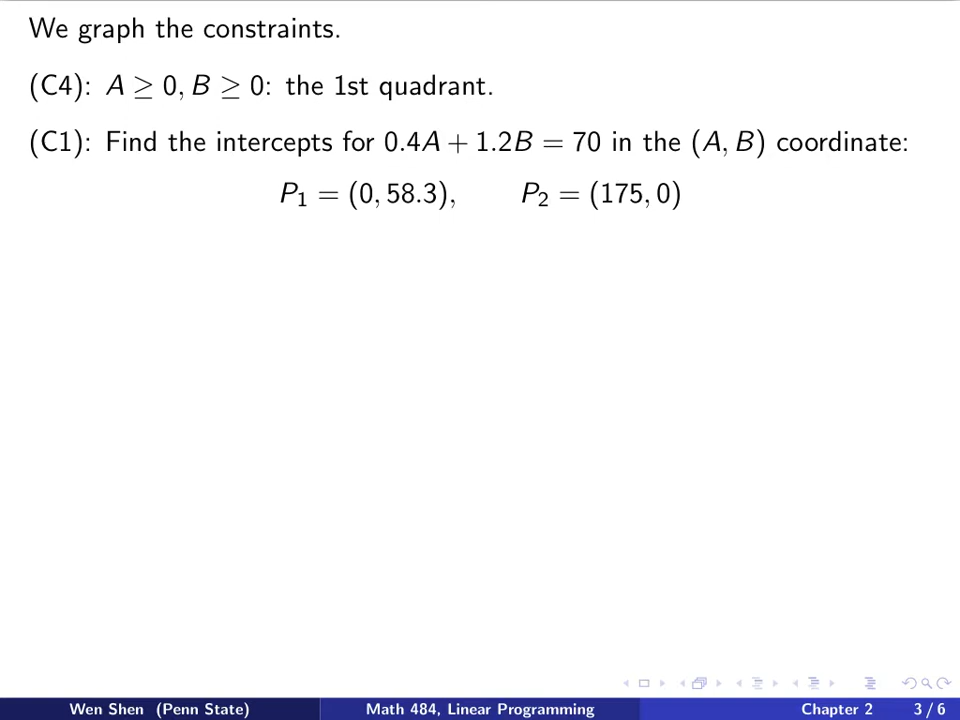 We graph the constraints.
(C4): A ≥ 0, B ≥ 0: the 1st quadrant.
(C1): Find the intercepts for 0.4A + 1.2B = 70 in the (A, B) coordinate:
P₁ = (0, 58.3), P₂ = (175, 0)
Wen Shen (Penn State) Math 484, Linear Programming Chapter 2 3 / 6